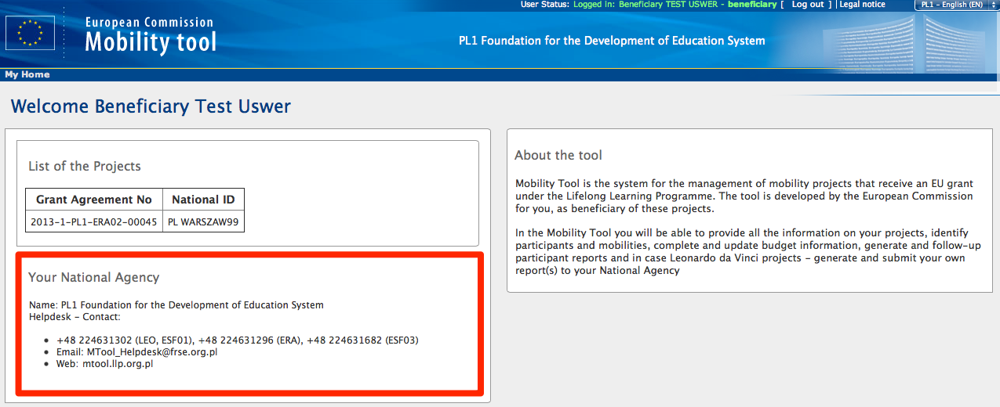 User Status: Logged in: Beneficiary TEST USWER - beneficiary [ Log out ] | Legal notice
PL1 - English (EN)
European Commission
Mobility tool
PL1 Foundation for the Development of Education System
My Home
Welcome Beneficiary Test Uswer
List of the Projects
Grant Agreement No National ID
2013-1-PL1-ERA02-00045 PL WARSZAW99
Your National Agency
Name: PL1 Foundation for the Development of Education System
Helpdesk - Contact:
• +48 224631302 (LEO, ESF01), +48 224631296 (ERA), +48 224631682 (ESF03)
• Email: MTool_Helpdesk@frse.org.pl
• Web: mtool.llp.org.pl
About the tool
Mobility Tool is the system for the management of mobility projects that receive an EU grant
under the Lifelong Learning Programme. The tool is developed by the European Commission
for you, as beneficiary of these projects.
In the Mobility Tool you will be able to provide all the information on your projects, identify
participants and mobilities, complete and update budget information, generate and follow-up
participant reports and in case Leonardo da Vinci projects - generate and submit your own
report(s) to your National Agency